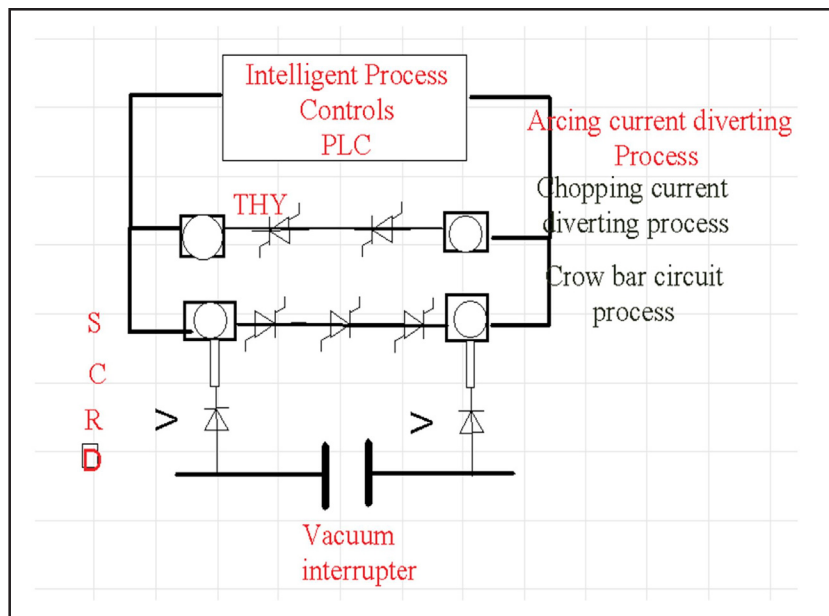 Intelligent Process
Controls
PLC
Arcing current diverting
Process
THY
Chopping current
diverting process
Crow bar circuit
process
S
C
R
D
>
>
Vacuum
interrupter